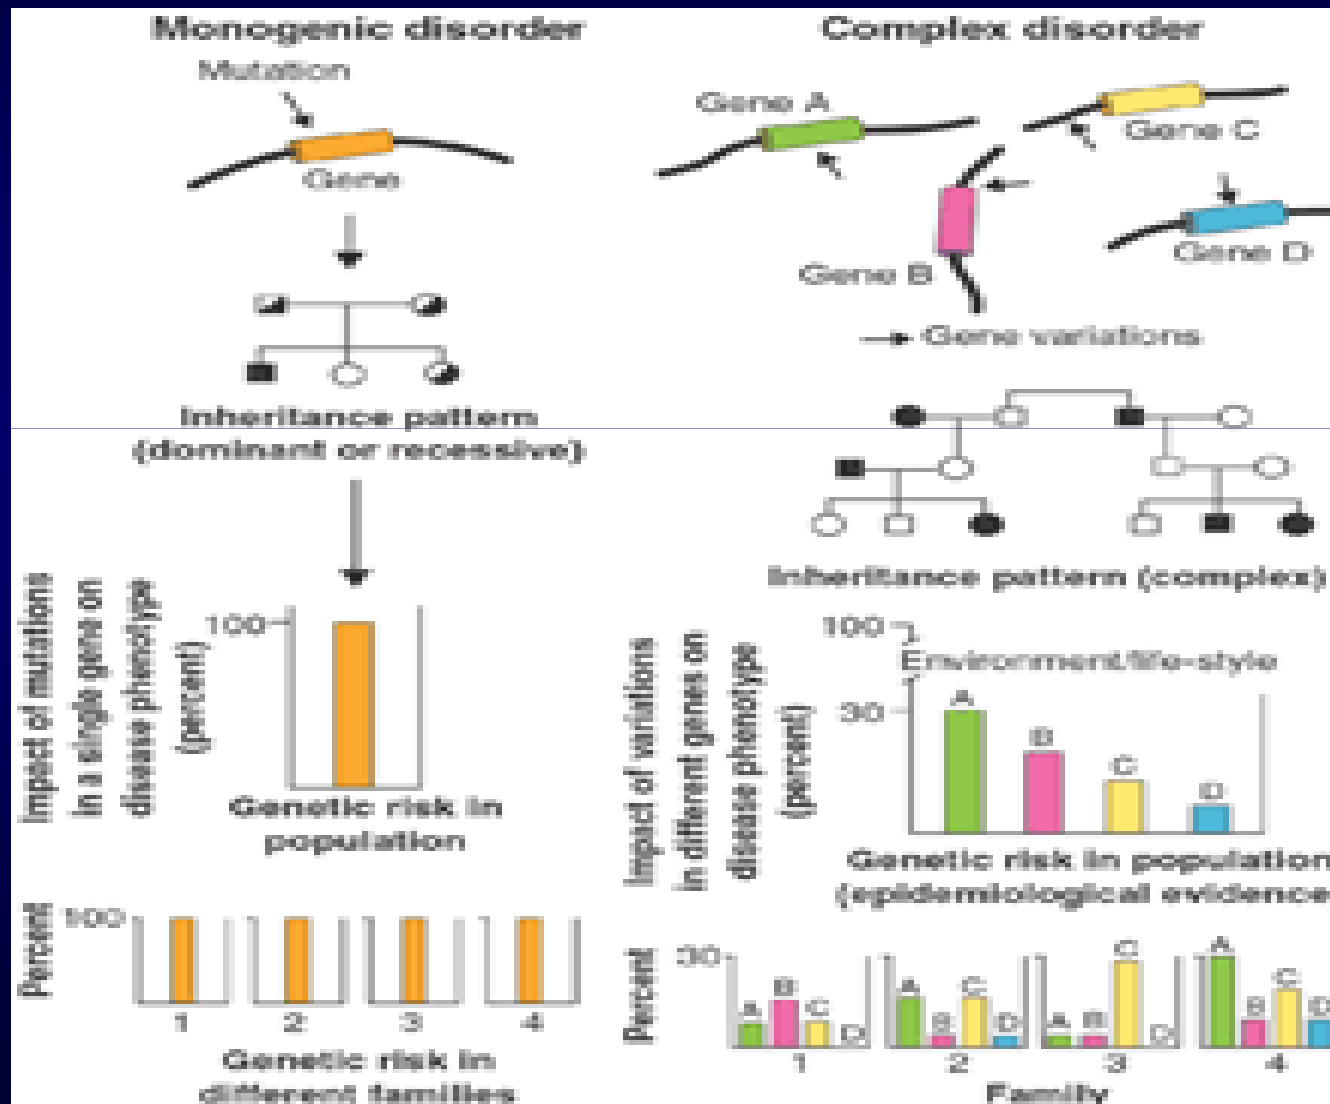 Monogenic disorder
Mutation
Gene
Inheritance pattern
(dominant or recessive)
Impact of mutations
in a single gene on
disease phenotype
(percent)
100
Genetic risk in
population
Percent
100
1 2 3 4
Genetic risk in
different families
Complex disorder
Gene A
Gene C
Gene B
Gene D
Gene variations
Inheritance pattern (complex)
Impact of variations
in different genes on
disease phenotype
(percent)
100
Environment/life-style
30
A B C D
Genetic risk in population
(epidemiological evidence
Percent
30
A B C D
A B C D
A B C D
A B C D
1 2 3 4
Family